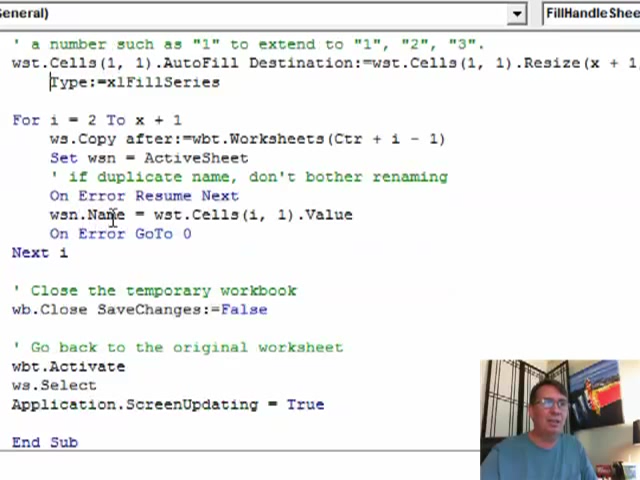 General)
FillHandleShee
' a number such as "1" to extend to "1", "2", "3".
wst.Cells(1, 1).AutoFill Destination:=wst.Cells(1, 1).Resize(x + 1,
Type:=xlFillSeries
For i = 2 To x + 1
ws.Copy after:=wbt.Worksheets(Ctr + i - 1)
Set wsn = ActiveSheet
' if duplicate name, don't bother renaming
On Error Resume Next
wsn.Name = wst.Cells(i, 1).Value
On Error GoTo 0
Next i
' Close the temporary workbook
wb.Close SaveChanges:=False
' Go back to the original worksheet
wbt.Activate
ws.Select
Application.ScreenUpdating = True
End Sub